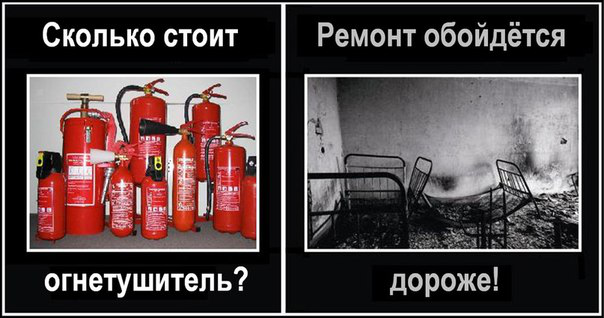 Сколько стоит
огнетушитель?
Ремонт обойдётся
дороже!